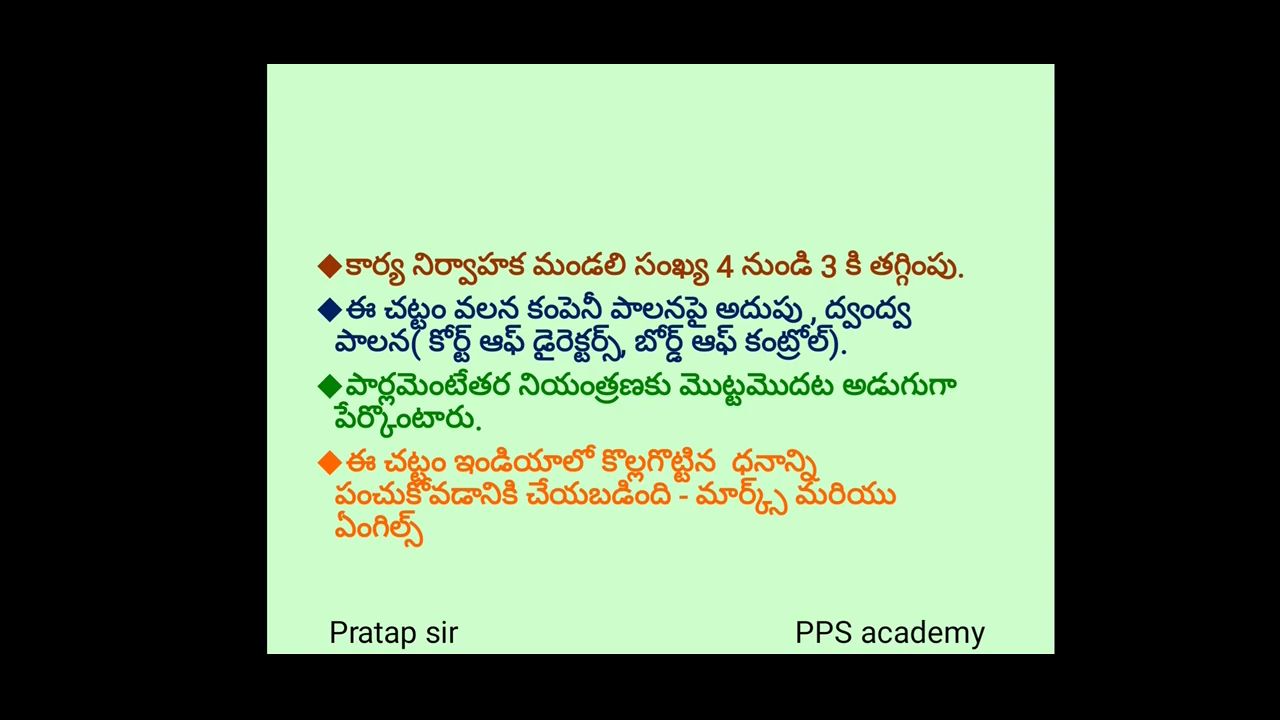 ◆కార్య నిర్వాహక మండలి సంఖ్య 4 నుండి 3 కి తగ్గింపు.
◆ఈ చట్టం వలన కంపెనీ పాలనపై అదుపు , ద్వంద్వ
పాలన( కోర్ట్ ఆఫ్ డైరెక్టర్స్, బోర్డ్ ఆఫ్ కంట్రోల్).
◆పార్లమెంటేతర నియంత్రణకు మొట్టమొదట అడుగుగా
పేర్కొంటారు.
◆ఈ చట్టం ఇండియాలో కొల్లగొట్టిన ధనాన్ని
పంచుకోవడానికి చేయబడింది - మార్క్స్ మరియు
ఏంగిల్స్
Pratap sir PPS academy